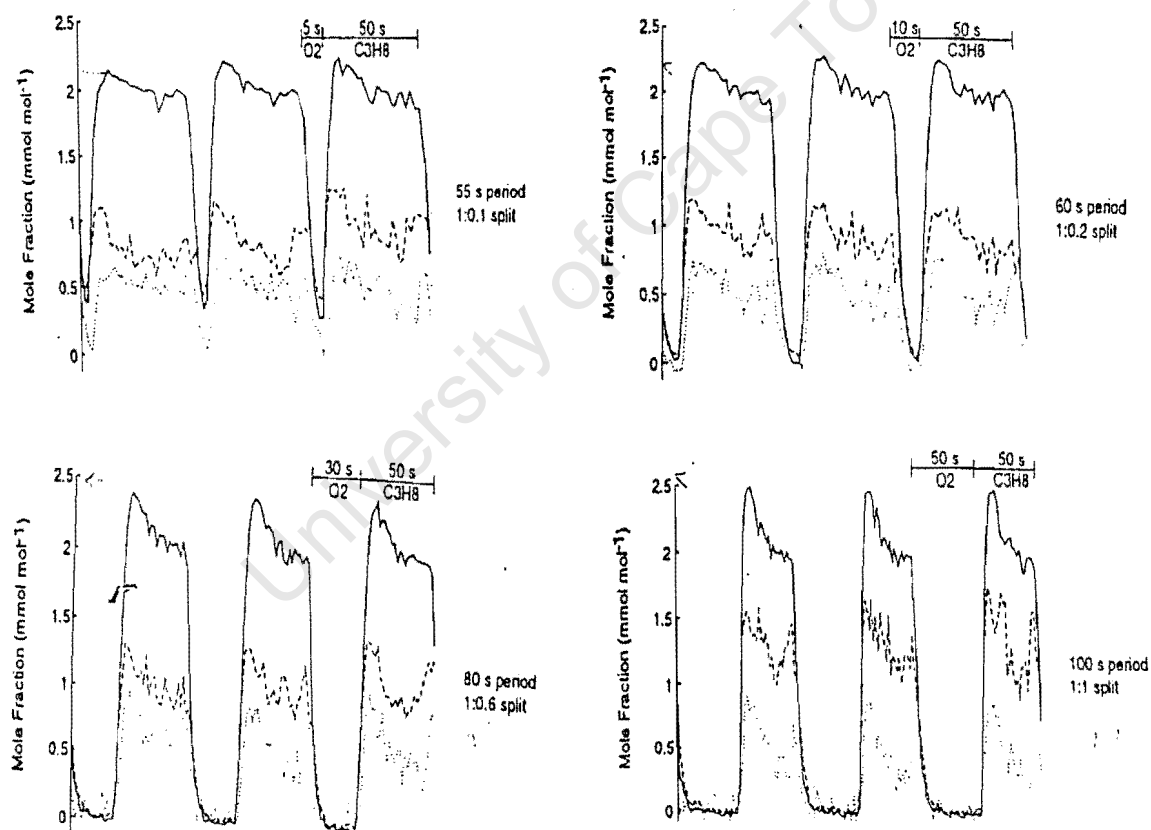 2.5
2
1.5
1
0.5
0
Mole Fraction (mmol mol-1)
5 s
50 s
O2
C3H8
55 s period
1:0.1 split
2.5
2
1.5
1
0.5
0
Mole Fraction (mmol mol-1)
10 s
50 s
O2
C3H8
60 s period
1:0.2 split
2.5
2
1.5
1
0.5
0
Mole Fraction (mmol mol-1)
30 s
50 s
O2
C3H8
80 s period
1:0.6 split
2.5
2
1.5
1
0.5
0
Mole Fraction (mmol mol-1)
50 s
50 s
O2
C3H8
100 s period
1:1 split
University of Cape To